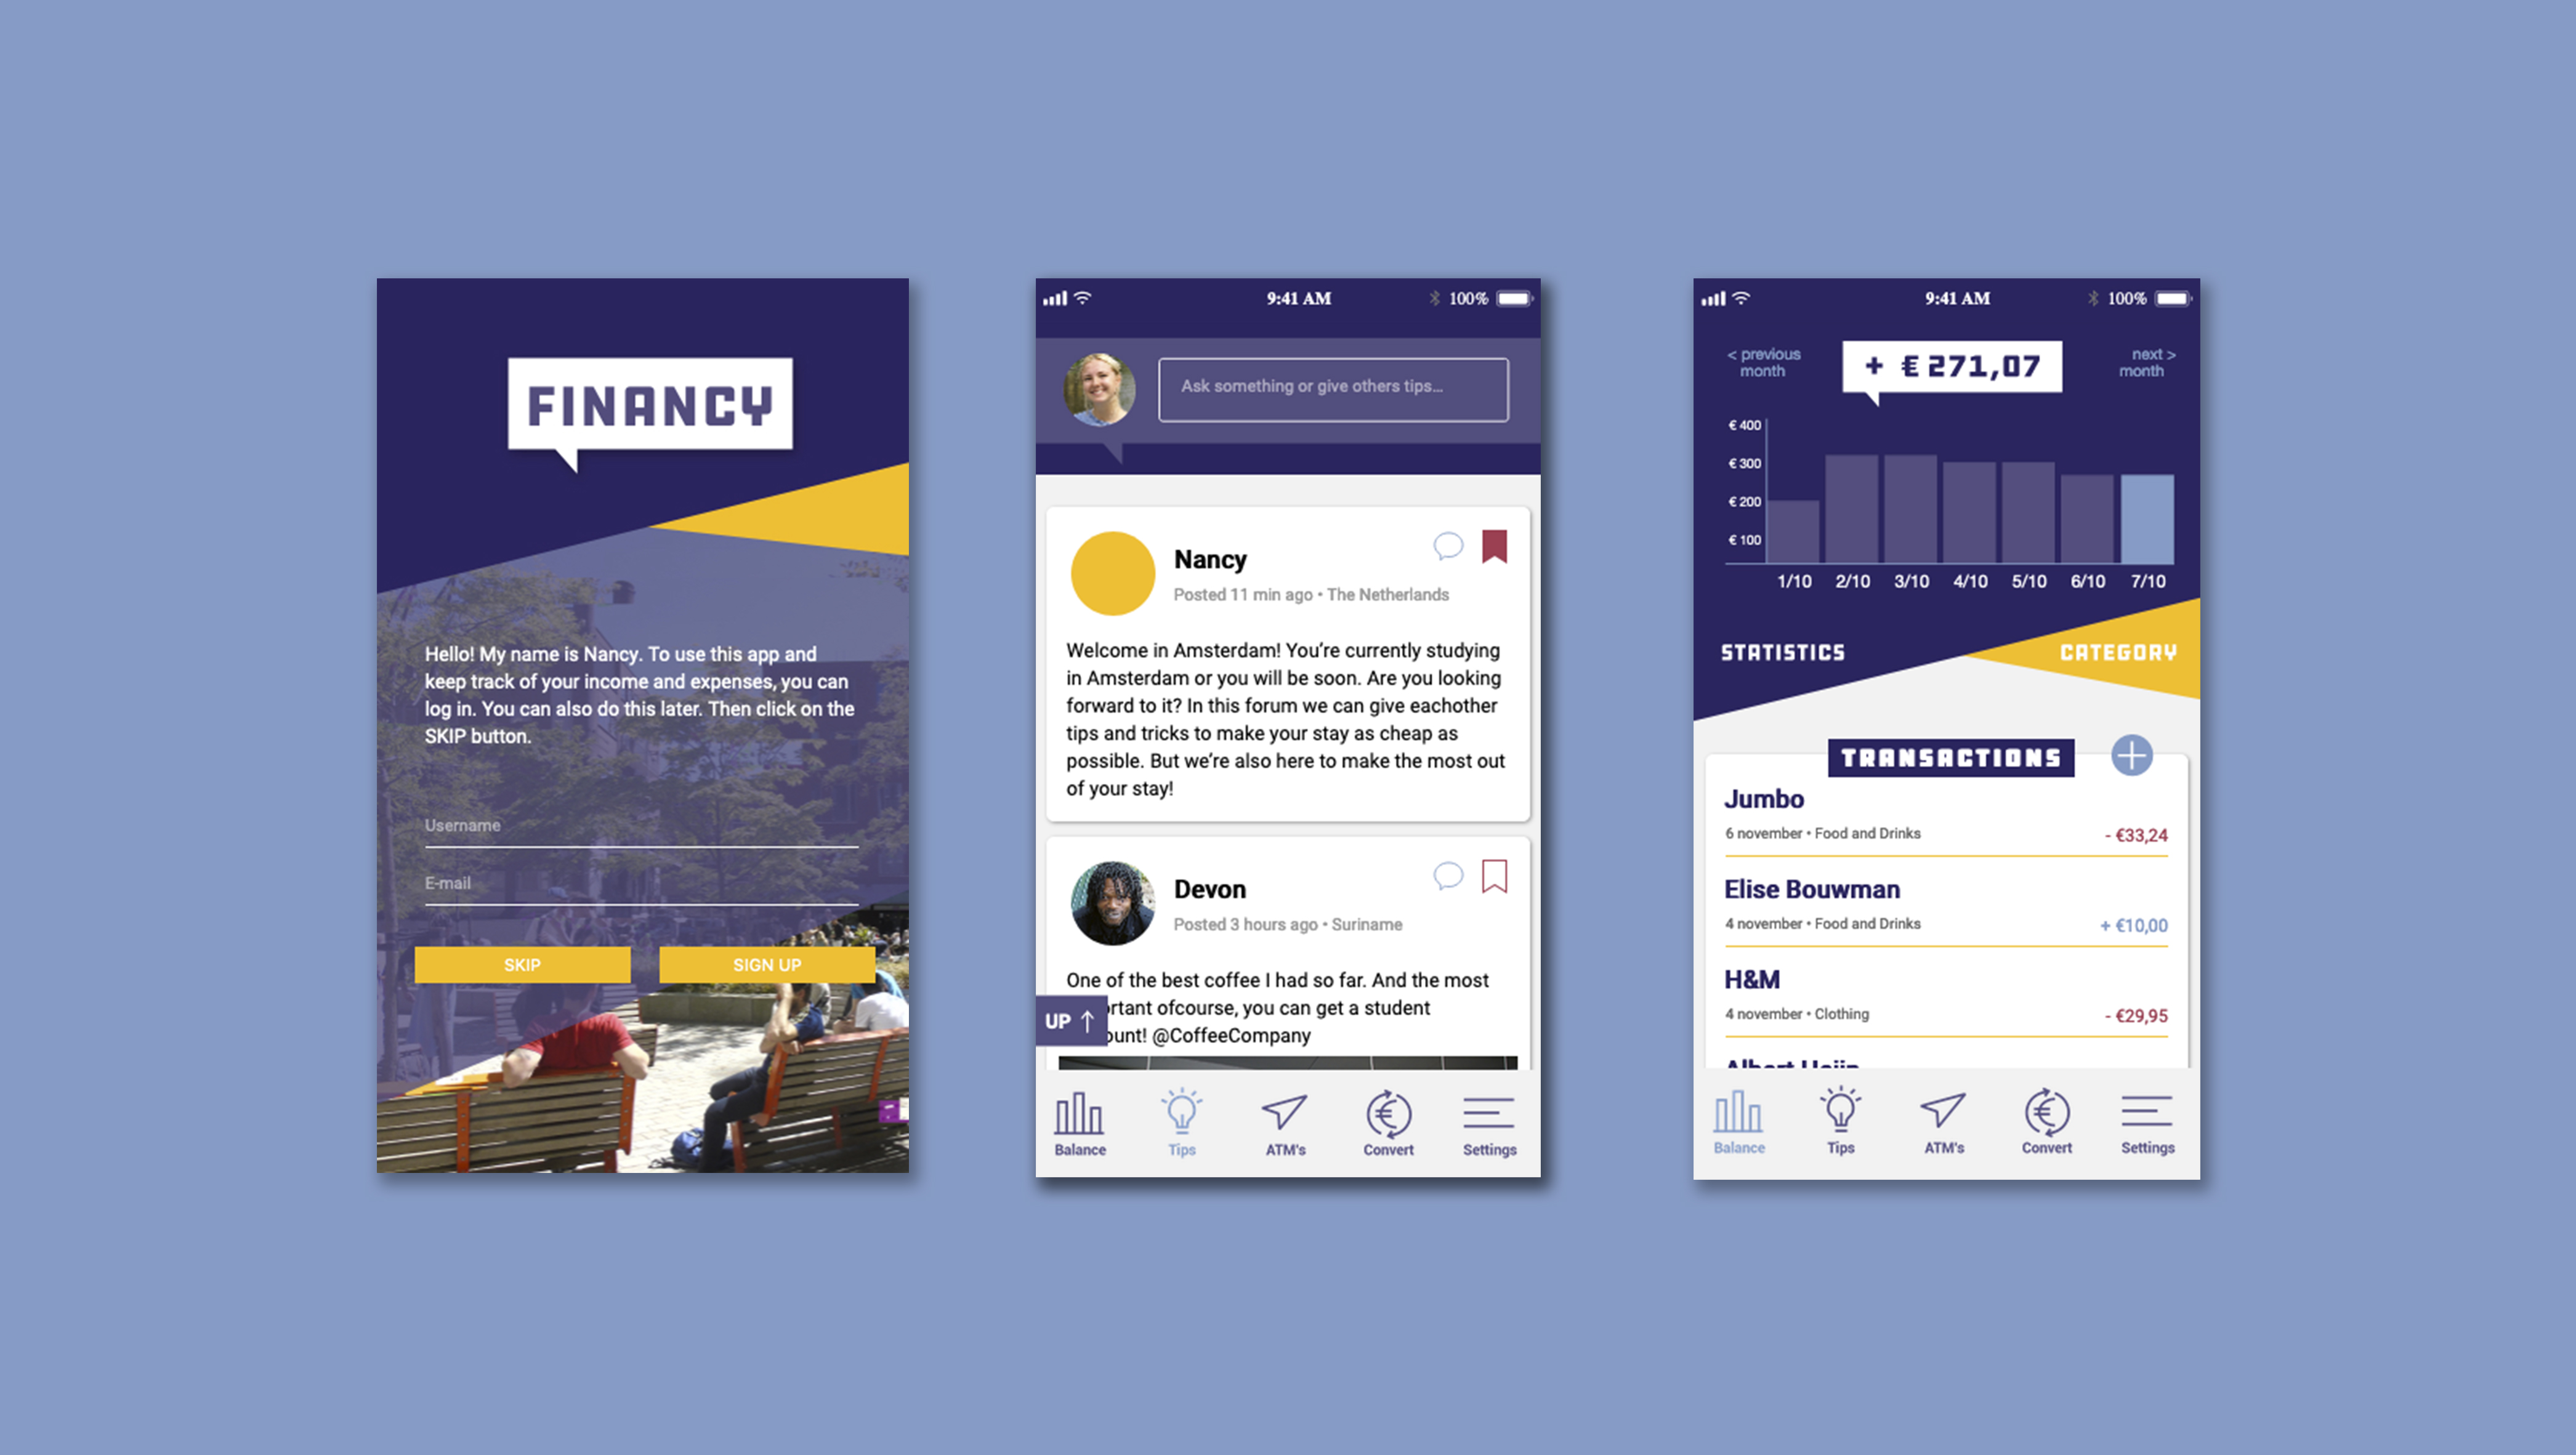 FINANCY
Hello! My name is Nancy. To use this app and
keep track of your income and expenses, you can
log in. You can also do this later. Then click on the
SKIP button.
Username
E-mail
SKIP
SIGN UP
9:41 AM
100%
Ask something or give others tips...
Nancy
Posted 11 min ago • The Netherlands
Welcome in Amsterdam! You're currently studying
in Amsterdam or you will be soon. Are you looking
forward to it? In this forum we can give eachother
tips and tricks to make your stay as cheap as
possible. But we're also here to make the most out
of your stay!
Devon
Posted 3 hours ago • Suriname
One of the best coffee I had so far. And the most
ortant ofcourse, you can get a student
ount! @CoffeeCompany
UP
Balance
Tips
ATM's
Convert
Settings
9:41 AM
100%
< previous
month
+ € 271,07
next >
month
€ 400
€ 300
€ 200
€ 100
1/10 2/10 3/10 4/10 5/10 6/10 7/10
STATISTICS
CATEGORY
TRANSACTIONS
Jumbo
6 november • Food and Drinks
- €33,24
Elise Bouwman
4 november • Food and Drinks
+ €10,00
H&M
4 november • Clothing
- €29,95
Albert Heijn
Balance
Tips
ATM's
Convert
Settings